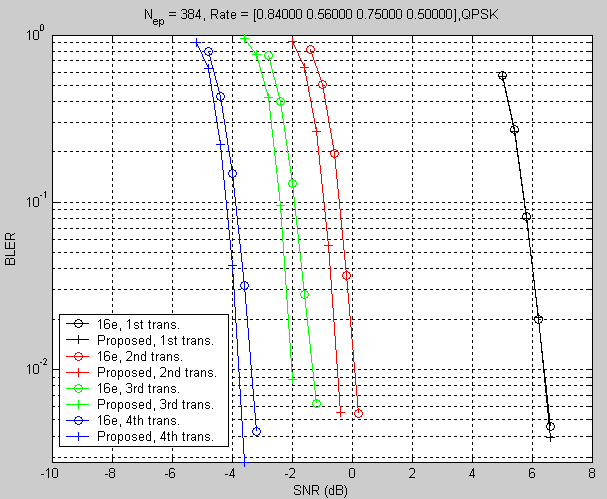 N_ep = 384, Rate = [0.84000 0.56000 0.75000 0.50000],QPSK
10^0
10^-1
10^-2
BLER
16e, 1st trans.
Proposed, 1st trans.
16e, 2nd trans.
Proposed, 2nd trans.
16e, 3rd trans.
Proposed, 3rd trans.
16e, 4th trans.
Proposed, 4th trans.
-10 -8 -6 -4 -2 0 2 4 6 8
SNR (dB)